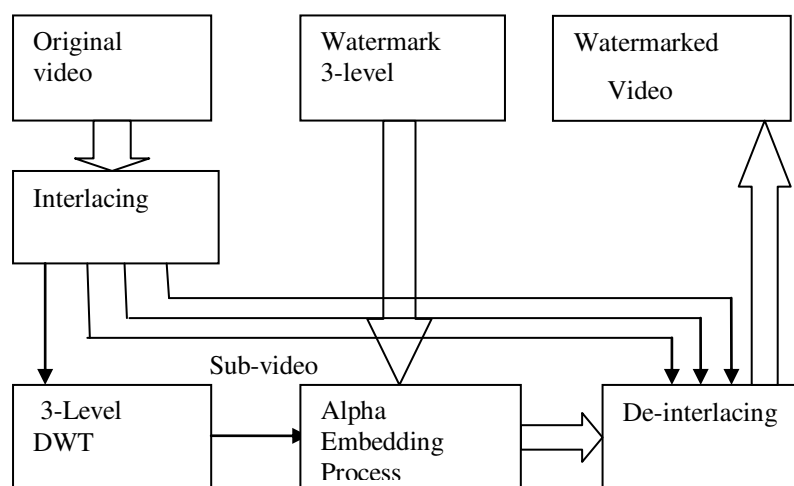 Original
video
Watermark
3-level
Watermarked
Video
Interlacing
Sub-video
3-Level
DWT
Alpha
Embedding
Process
De-interlacing